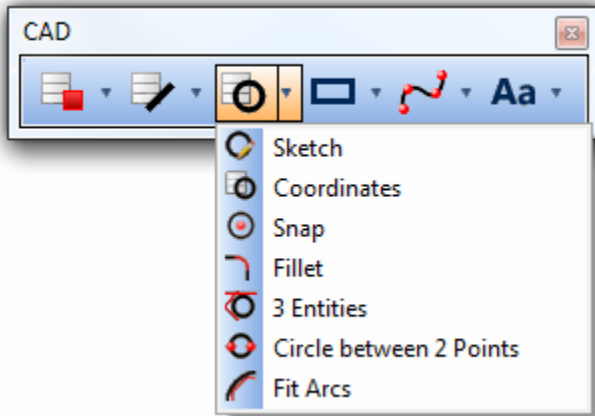 CAD
Aa
Sketch
Coordinates
Snap
Fillet
3 Entities
Circle between 2 Points
Fit Arcs